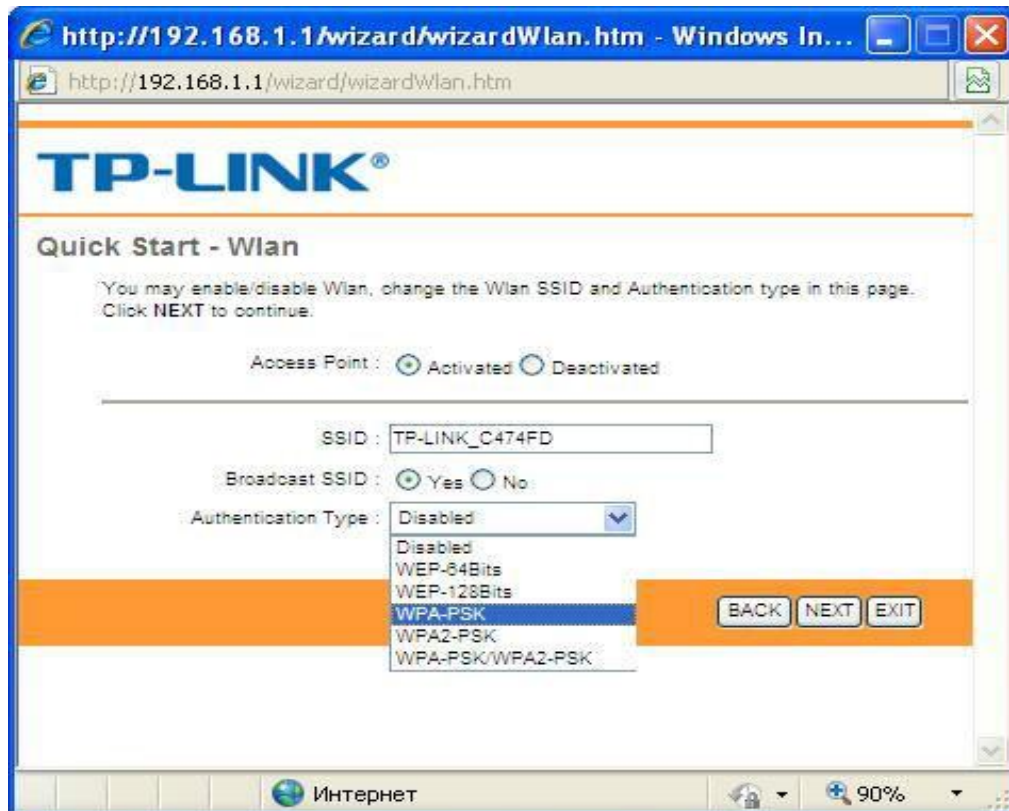 http://192.168.1.1/wizard/wizardWlan.htm - Windows In...
http://192.168.1.1/wizard/wizardWlan.htm
TP-LINK®
Quick Start - Wlan
You may enable/disable Wlan, change the Wlan SSID and Authentication type in this page.
Click NEXT to continue.
Access Point : Activated Deactivated
SSID : TP-LINK_C474FD
Broadcast SSID : Yes No
Authentication Type : Disabled
Disabled
WEP-64Bits
WEP-128Bits
WPA-PSK
WPA2-PSK
WPA-PSK/WPA2-PSK
BACK NEXT EXIT
Интернет 90%